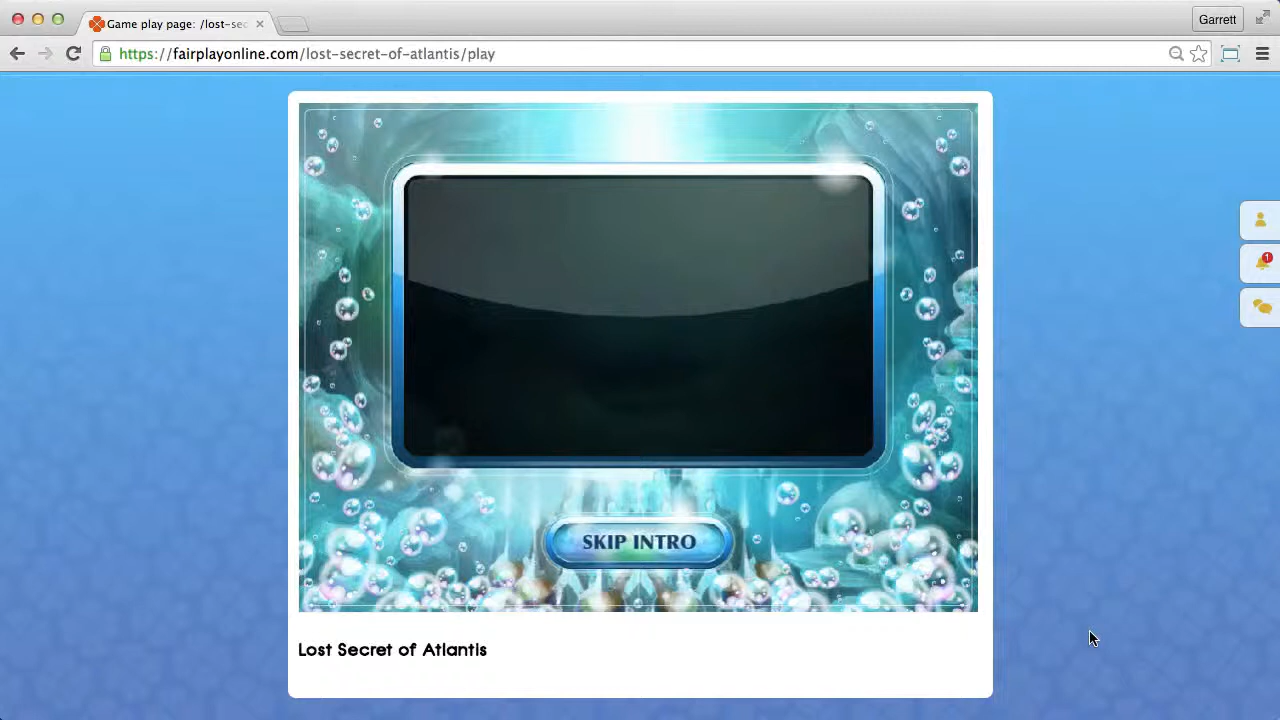 Game play page: /lost-sec
Garrett
https://fairplayonline.com/lost-secret-of-atlantis/play
1
SKIP INTRO
Lost Secret of Atlantis